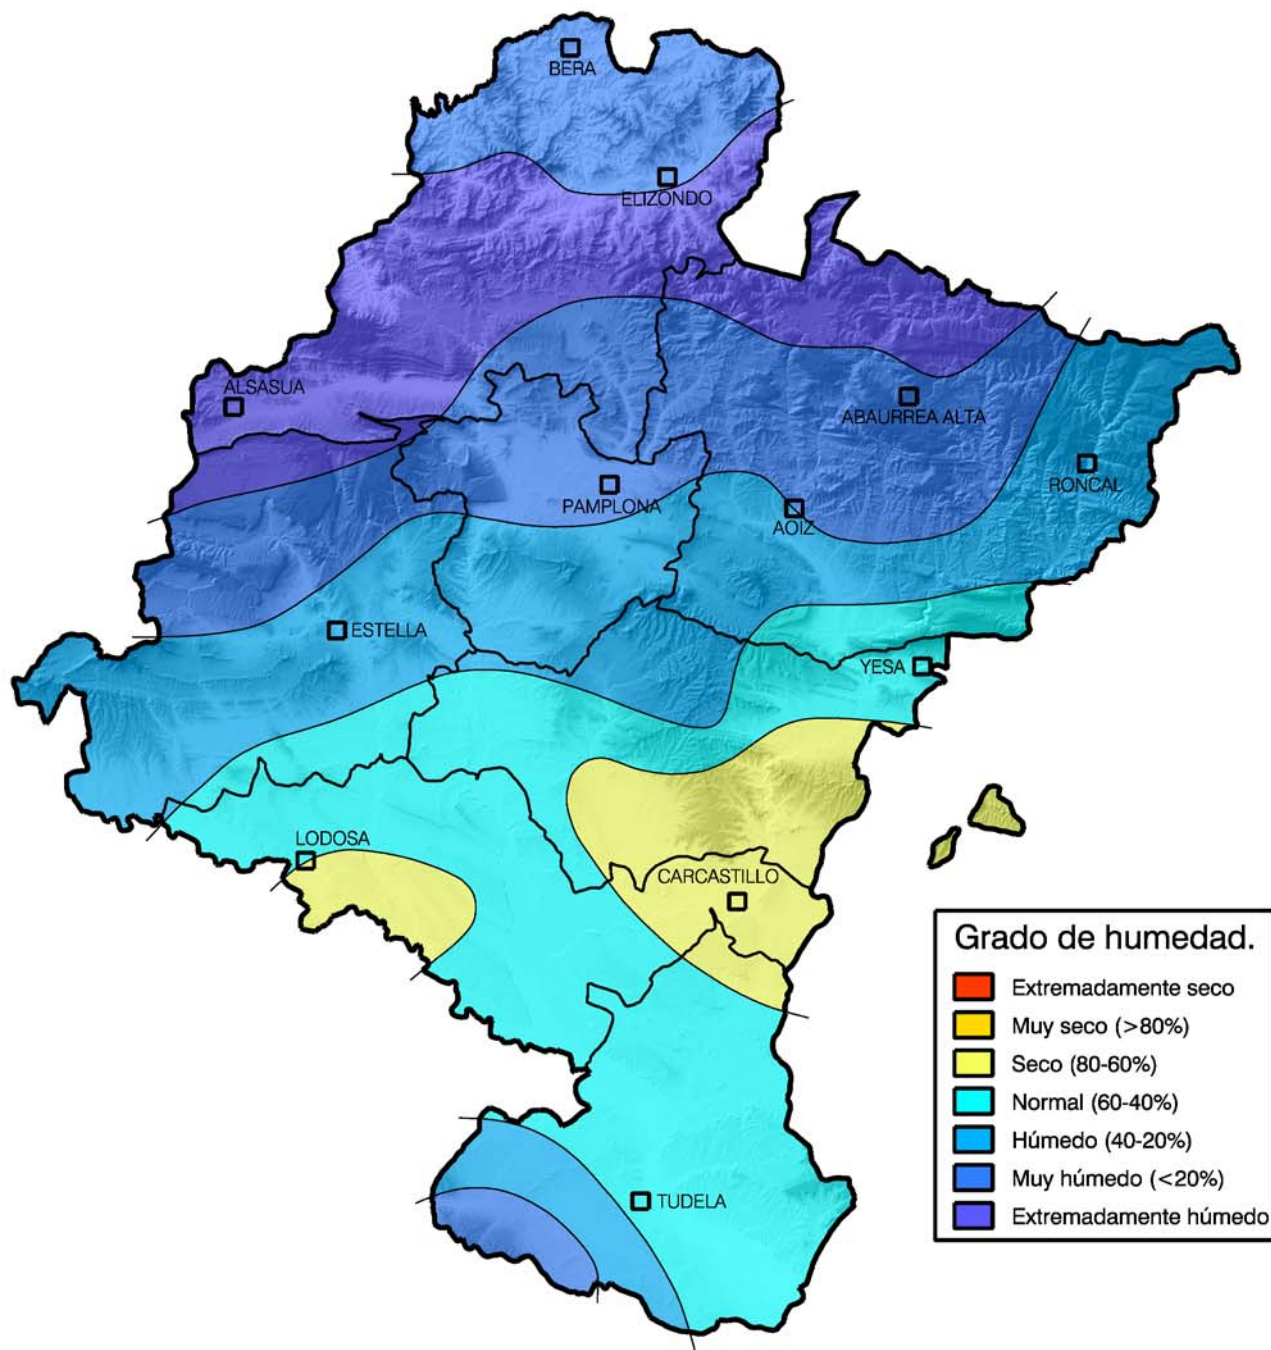 BERA
ELIZONDO
ALSASUA
ABAURREA ALTA
RONCAL
PAMPLONA
AOIZ
ESTELLA
YESA
LODOSA
CARCASTILLO
TUDELA
Grado de humedad.
Extremadamente seco
Muy seco (>80%)
Seco (80-60%)
Normal (60-40%)
Húmedo (40-20%)
Muy húmedo (<20%)
Extremadamente húmedo